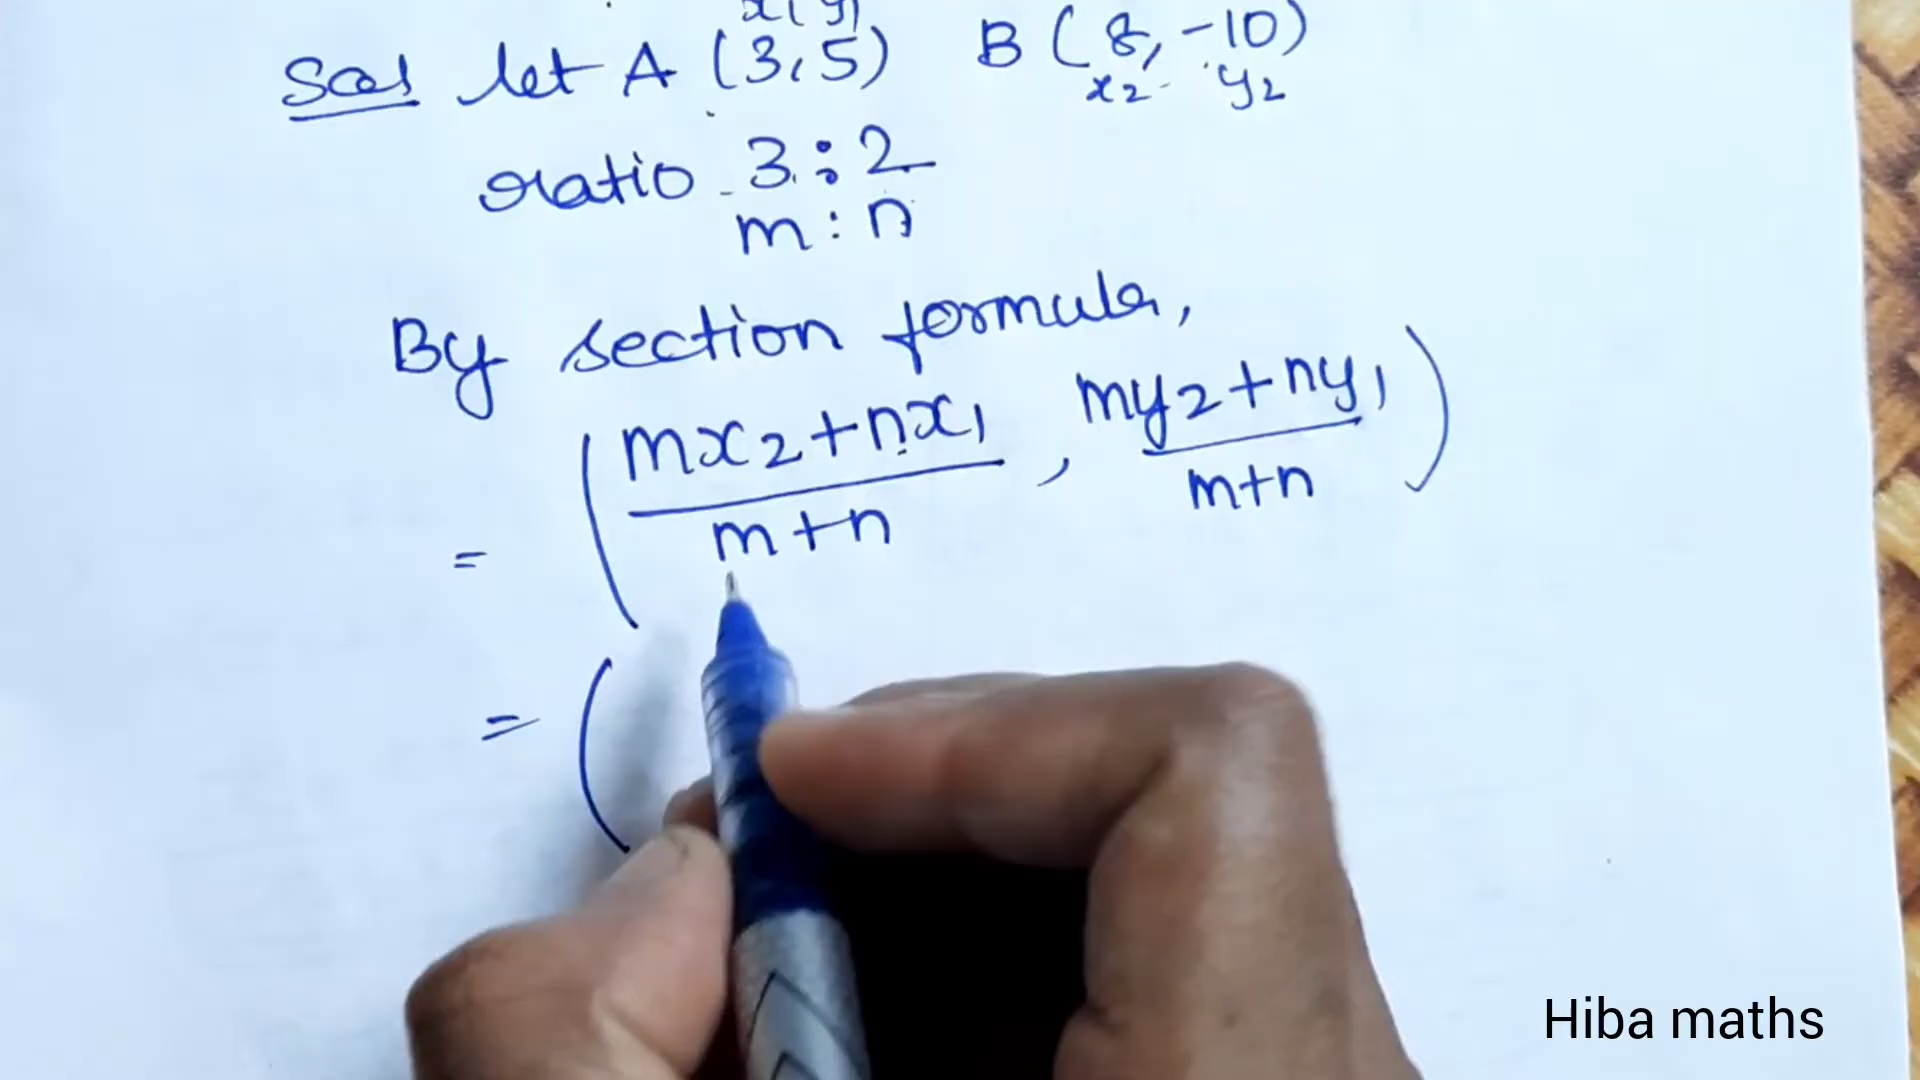 x1 y1
Sol let A (3,5) B (8,-10)
x2 y2
ratio 3:2
m:n
By section formula,
= (mx2+nx1/m+n, my2+ny1/m+n)
= (
Hiba maths